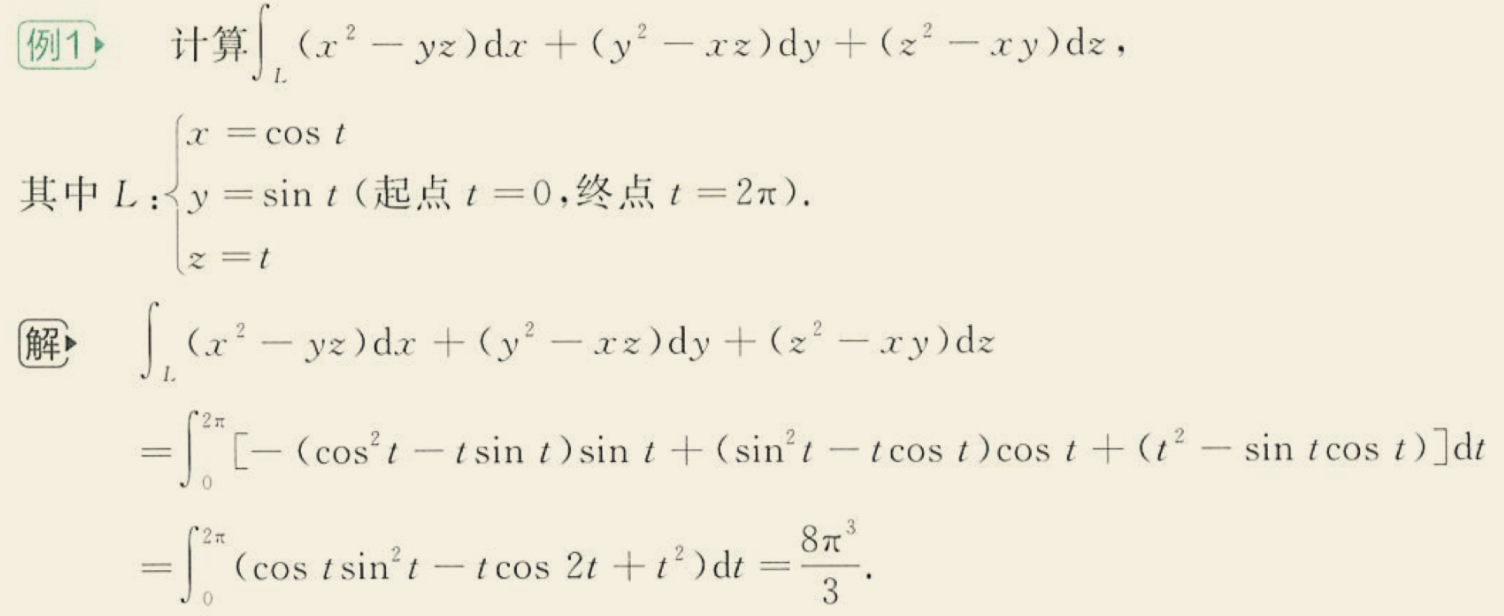 例1 计算∫_L (x² − yz)dx + (y² − xz)dy + (z² − xy)dz,
其中 L:{x = cos t
y = sin t (起点 t = 0,终点 t = 2π).
z = t
解 ∫_L (x² − yz)dx + (y² − xz)dy + (z² − xy)dz
=∫_0^{2π} [− (cos²t − t sin t)sin t + (sin²t − t cos t)cos t + (t² − sin t cos t)]dt
=∫_0^{2π} (cos t sin²t − t cos 2t + t²)dt = 8π³/3.